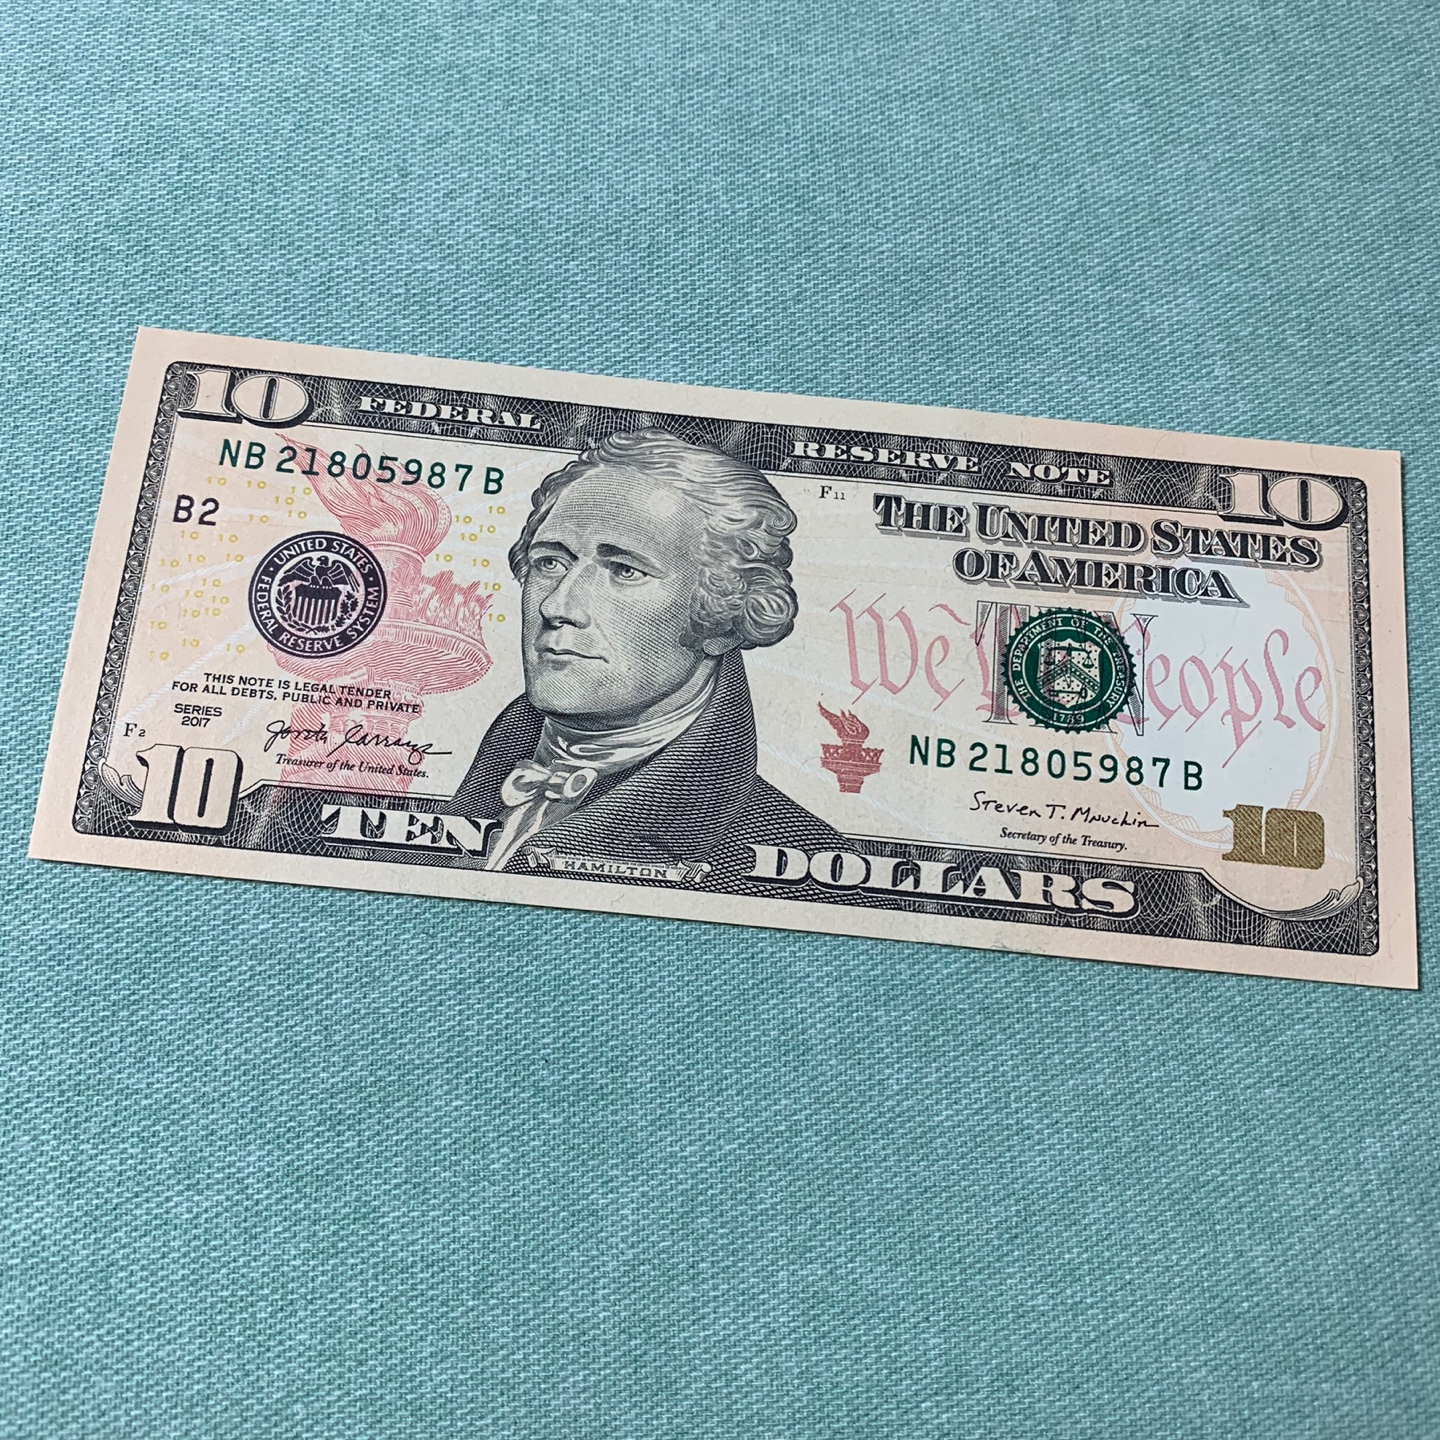 10 FEDERAL RESERVE NOTE 10
NB 21805987 B
F 11
THE UNITED STATES
OF AMERICA
B2
UNITED STATES FEDERAL RESERVE SYSTEM
We The People
TEN
THE DEPARTMENT OF THE TREASURY 1789
THIS NOTE IS LEGAL TENDER
FOR ALL DEBTS, PUBLIC AND PRIVATE
SERIES
2017
F 2
Treasurer of the United States.
NB 21805987 B
Steven T. Mnuchin
Secretary of the Treasury.
10 TEN HAMILTON DOLLARS 10